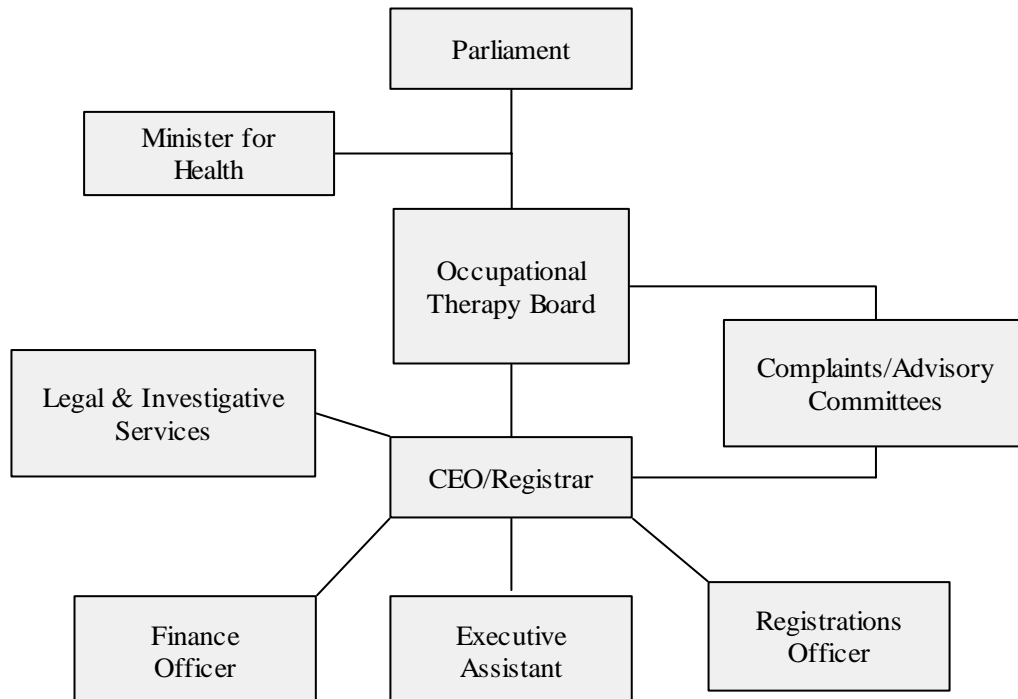 Parliament
Minister for
Health
Occupational
Therapy Board
Complaints/Advisory
Committees
Legal & Investigative
Services
CEO/Registrar
Finance
Officer
Executive
Assistant
Registrations
Officer